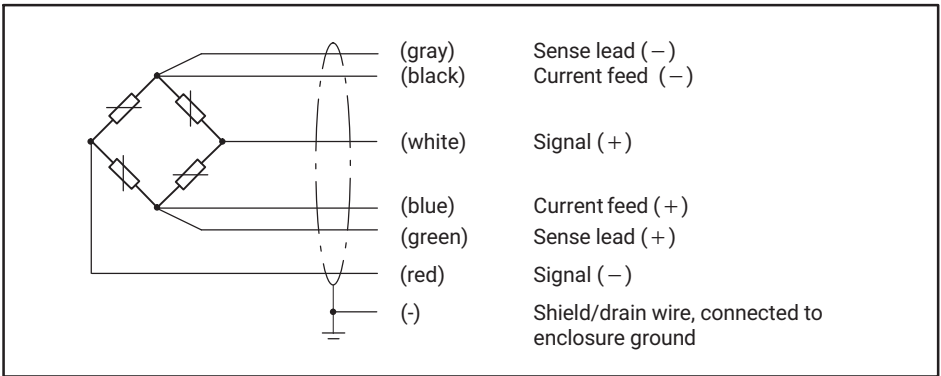 (gray) Sense lead (−)
(black) Current feed (−)
(white) Signal (+)
(blue) Current feed (+)
(green) Sense lead (+)
(red) Signal (−)
(-) Shield/drain wire, connected to
enclosure ground